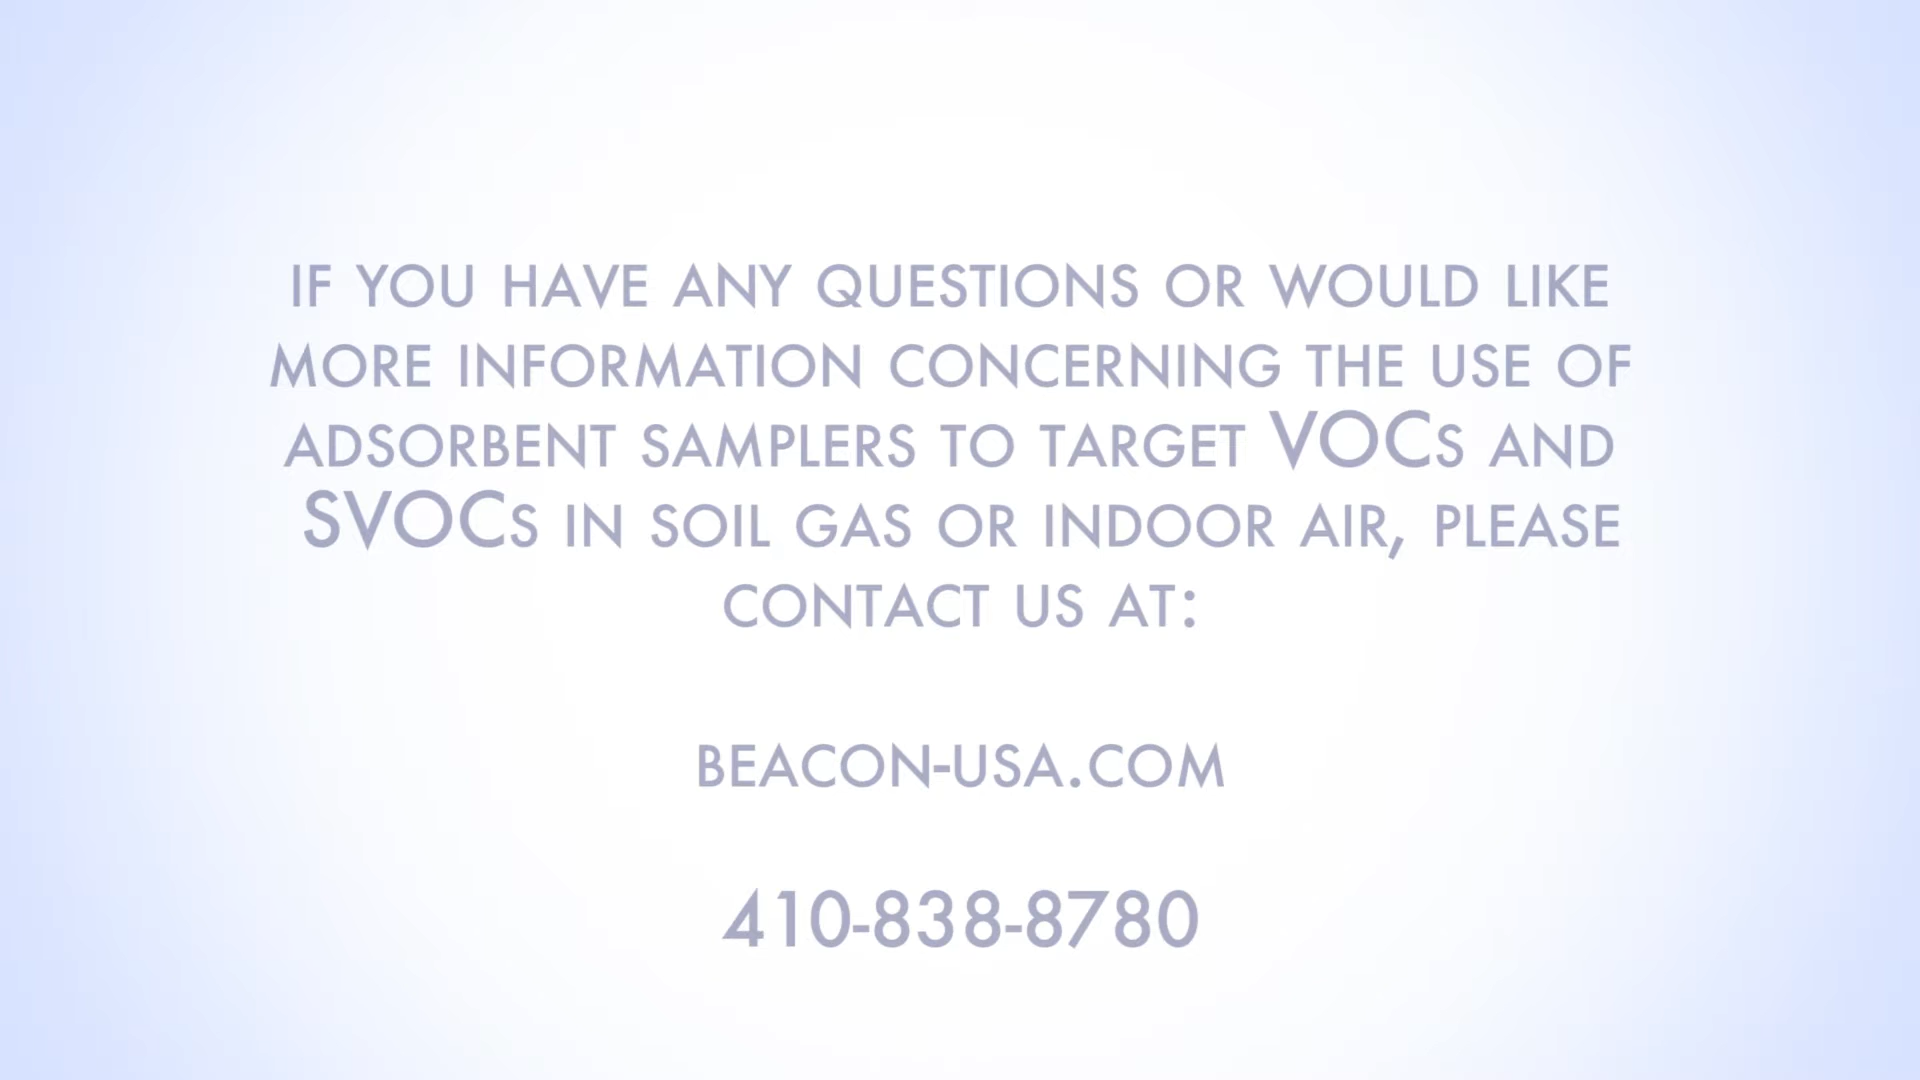 IF YOU HAVE ANY QUESTIONS OR WOULD LIKE
MORE INFORMATION CONCERNING THE USE OF
ADSORBENT SAMPLERS TO TARGET VOCS AND
SVOCS IN SOIL GAS OR INDOOR AIR, PLEASE
CONTACT US AT:
BEACON-USA.COM
410-838-8780